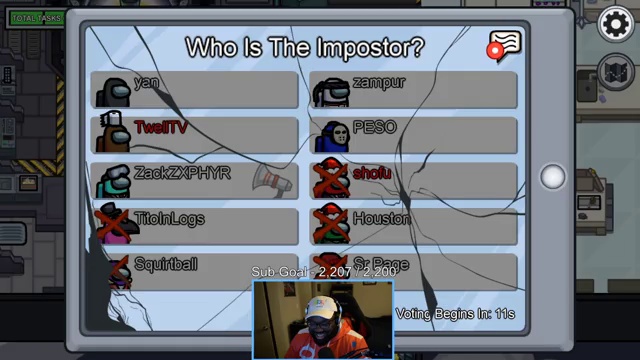 TOTAL TASKS
Who Is The Impostor?
yan
zampur
TwellTV
PESO
ZackZXPHYR
shofu
TitoInLogs
Houston
Squirtball
Sr Page
Sub-Goal : 2,207 / 2,200
Voting Begins In: 11s